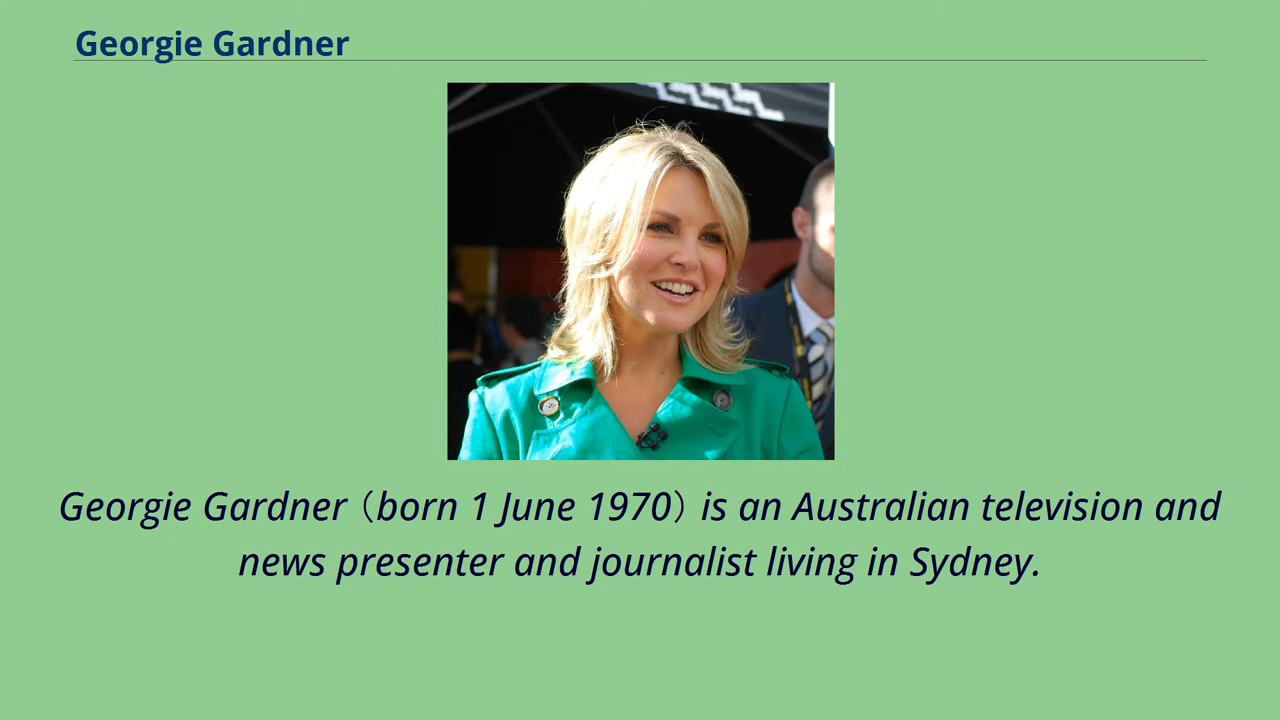 Georgie Gardner
Georgie Gardner（born 1 June 1970）is an Australian television and
news presenter and journalist living in Sydney.